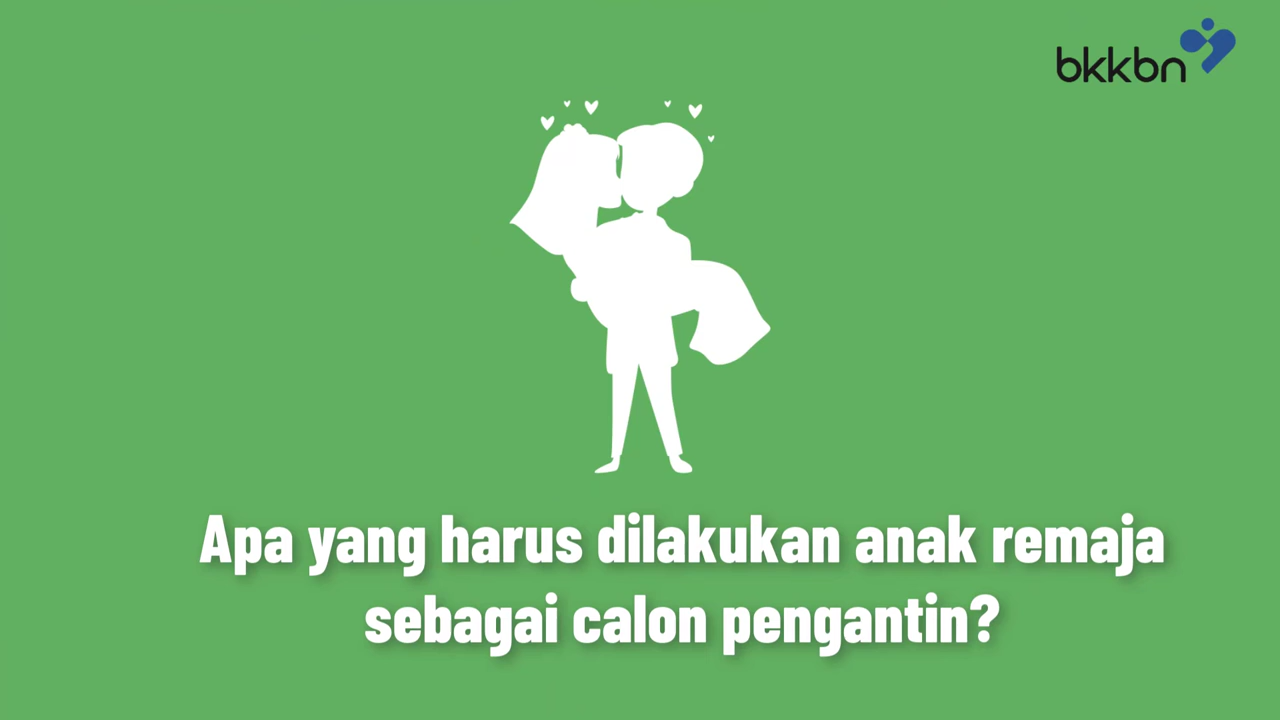 bkkbn
Apa yang harus dilakukan anak remaja
sebagai calon pengantin?